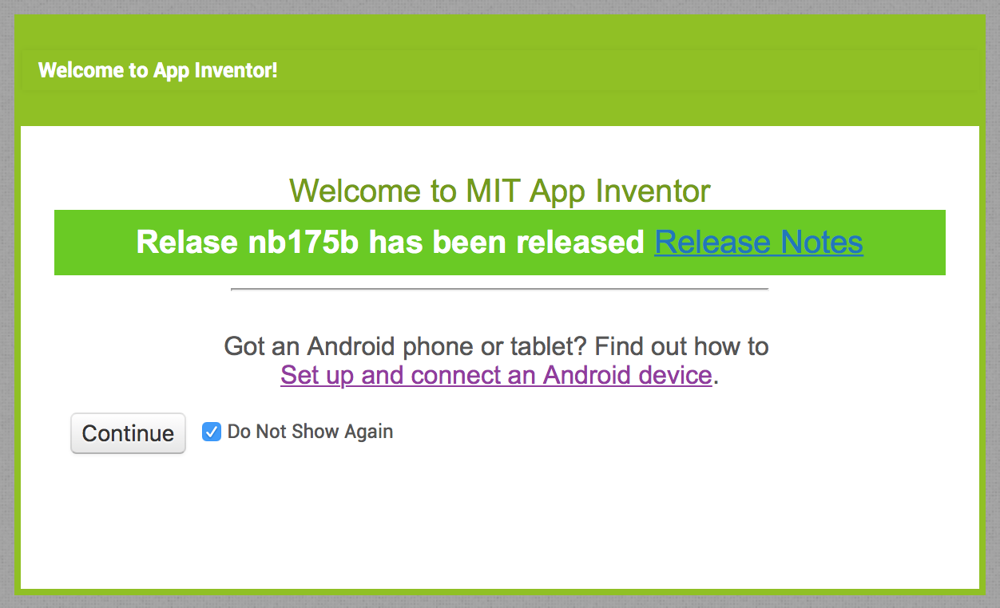 Welcome to App Inventor!
Welcome to MIT App Inventor
Relase nb175b has been released Release Notes
Got an Android phone or tablet? Find out how to
Set up and connect an Android device.
Continue Do Not Show Again